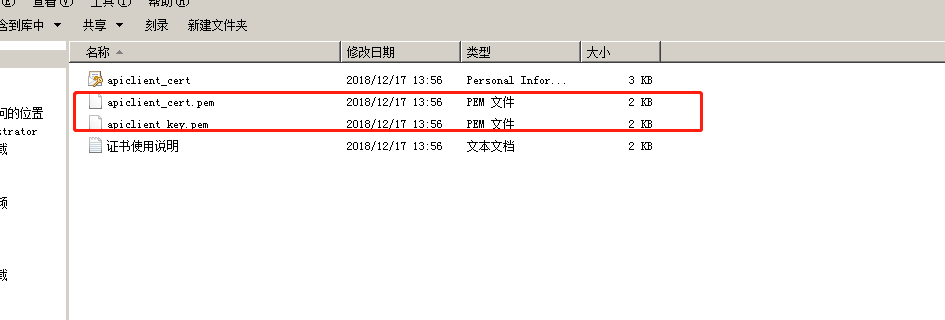 查看(V) 工具(T) 帮助(H)
含到库中 共享 刻录 新建文件夹
名称 修改日期 类型 大小
apiclient_cert 2018/12/17 13:56 Personal Infor... 3 KB
apiclient_cert.pem 2018/12/17 13:56 PEM 文件 2 KB
问的位置
apiclient_key.pem 2018/12/17 13:56 PEM 文件 2 KB
strator
证书使用说明 2018/12/17 13:56 文本文档 2 KB
载
频
载